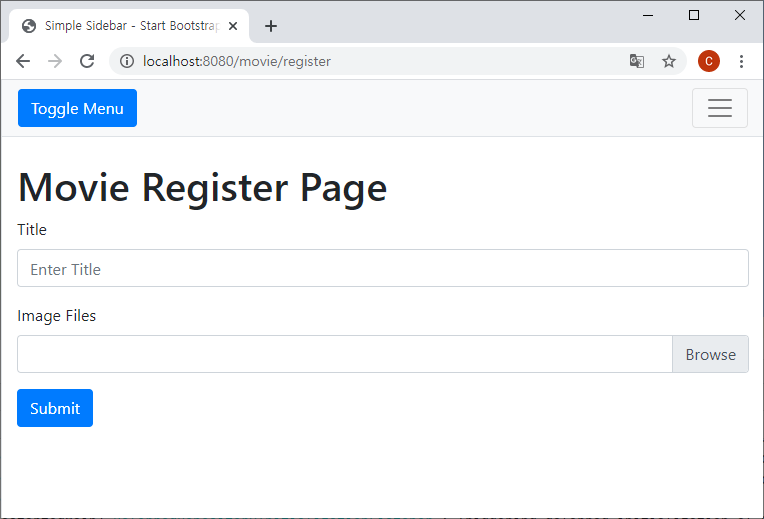 Simple Sidebar - Start Bootstrap
localhost:8080/movie/register
C
Toggle Menu
Movie Register Page
Title
Enter Title
Image Files
Browse
Submit